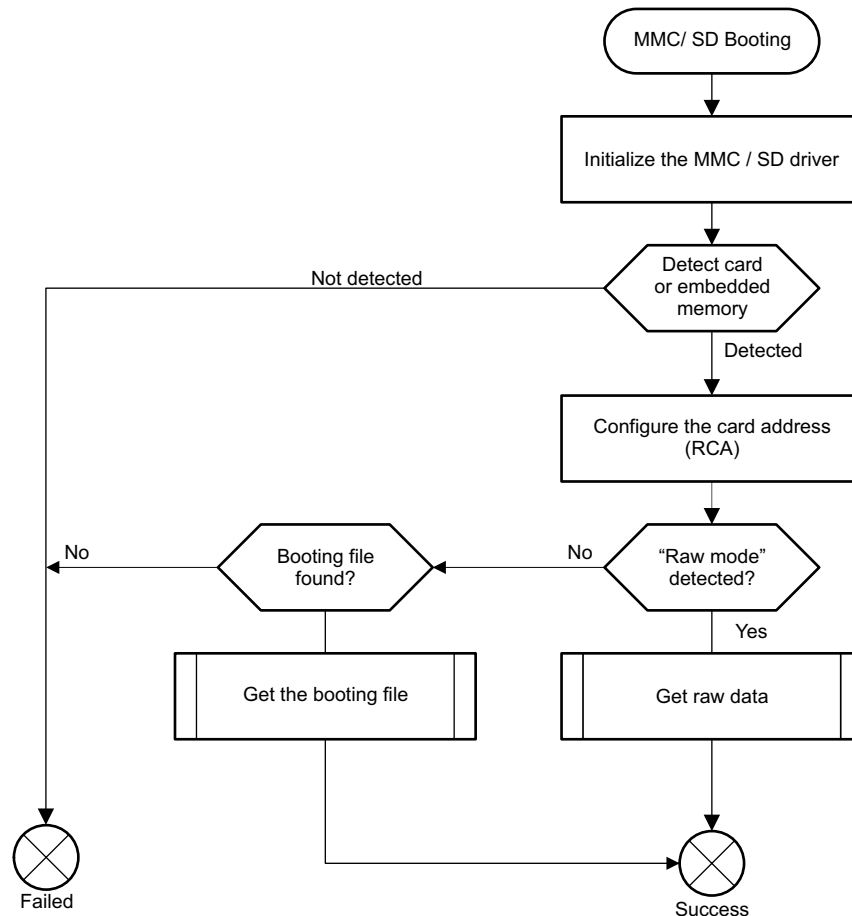 MMC/ SD Booting
Initialize the MMC / SD driver
Not detected
Detect card
or embedded
memory
Detected
Configure the card address
(RCA)
No
Booting file
found?
No
“Raw mode”
detected?
Yes
Get the booting file
Get raw data
Failed
Success